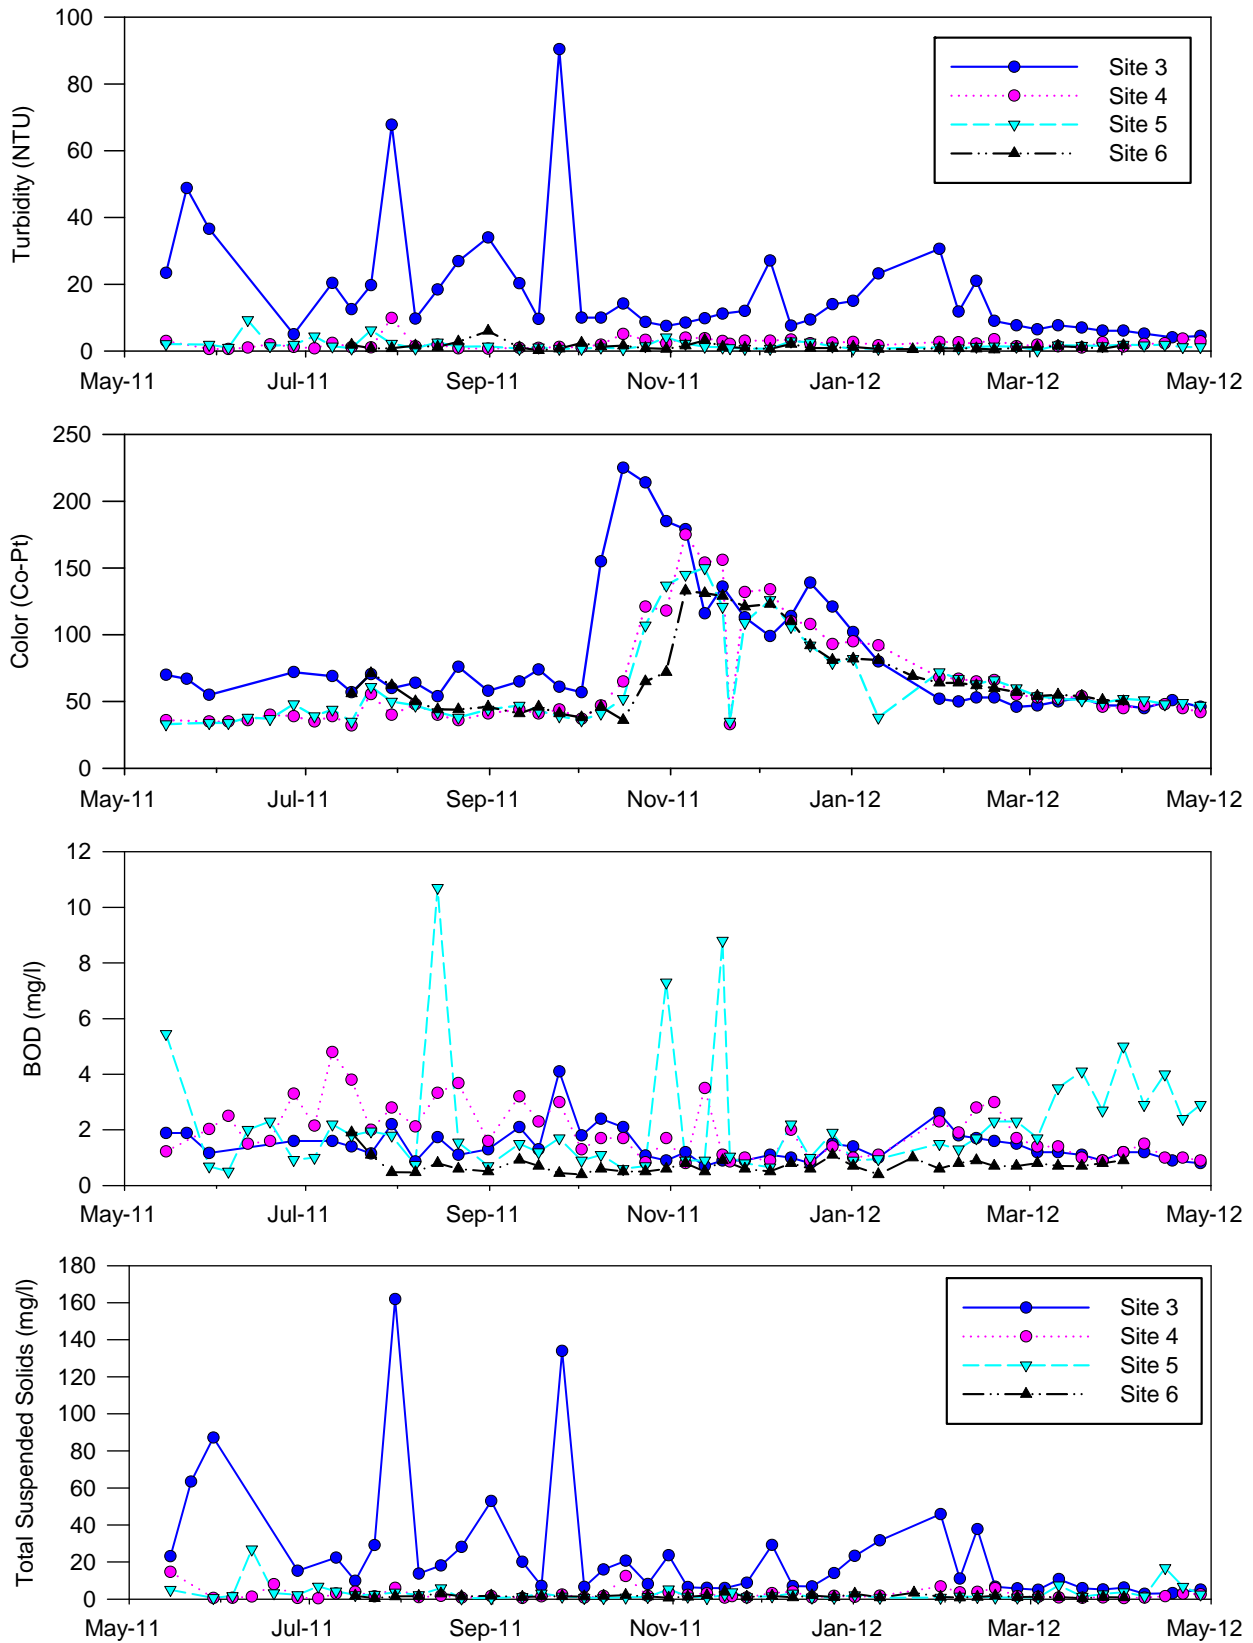 Turbidity (NTU)
100
80
60
40
20
0
Site 3
Site 4
Site 5
Site 6
May-11 Jul-11 Sep-11 Nov-11 Jan-12 Mar-12 May-12
Color (Co-Pt)
250
200
150
100
50
0
May-11 Jul-11 Sep-11 Nov-11 Jan-12 Mar-12 May-12
BOD (mg/l)
12
10
8
6
4
2
0
May-11 Jul-11 Sep-11 Nov-11 Jan-12 Mar-12 May-12
Total Suspended Solids (mg/l)
180
160
140
120
100
80
60
40
20
0
Site 3
Site 4
Site 5
Site 6
May-11 Jul-11 Sep-11 Nov-11 Jan-12 Mar-12 May-12